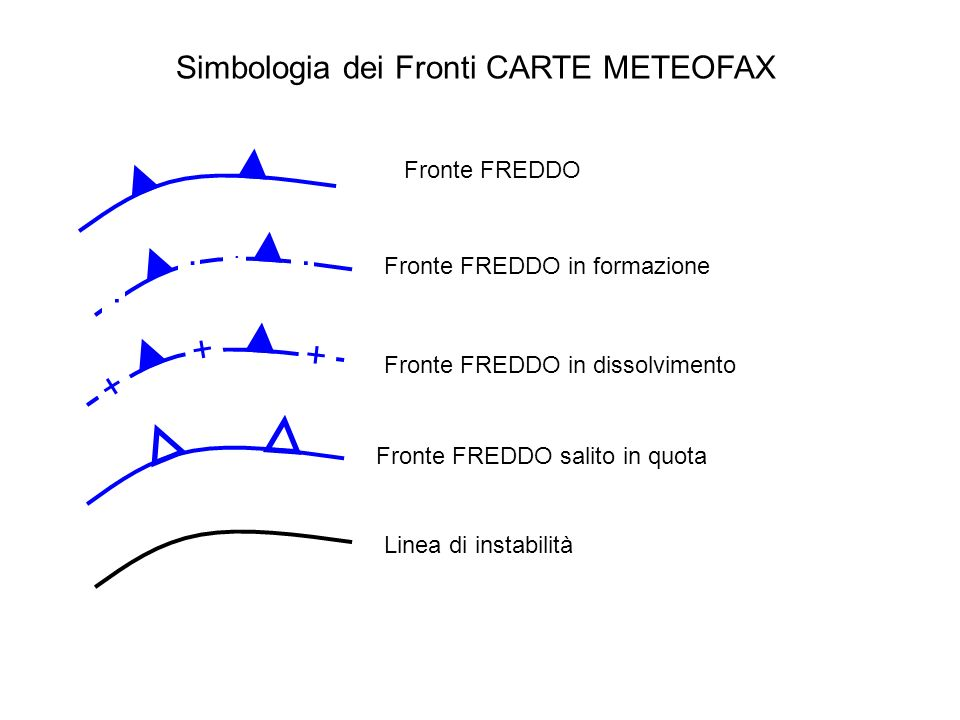 Simbologia dei Fronti CARTE METEOFAX
Fronte FREDDO
Fronte FREDDO in formazione
Fronte FREDDO in dissolvimento
Fronte FREDDO salito in quota
Linea di instabilità